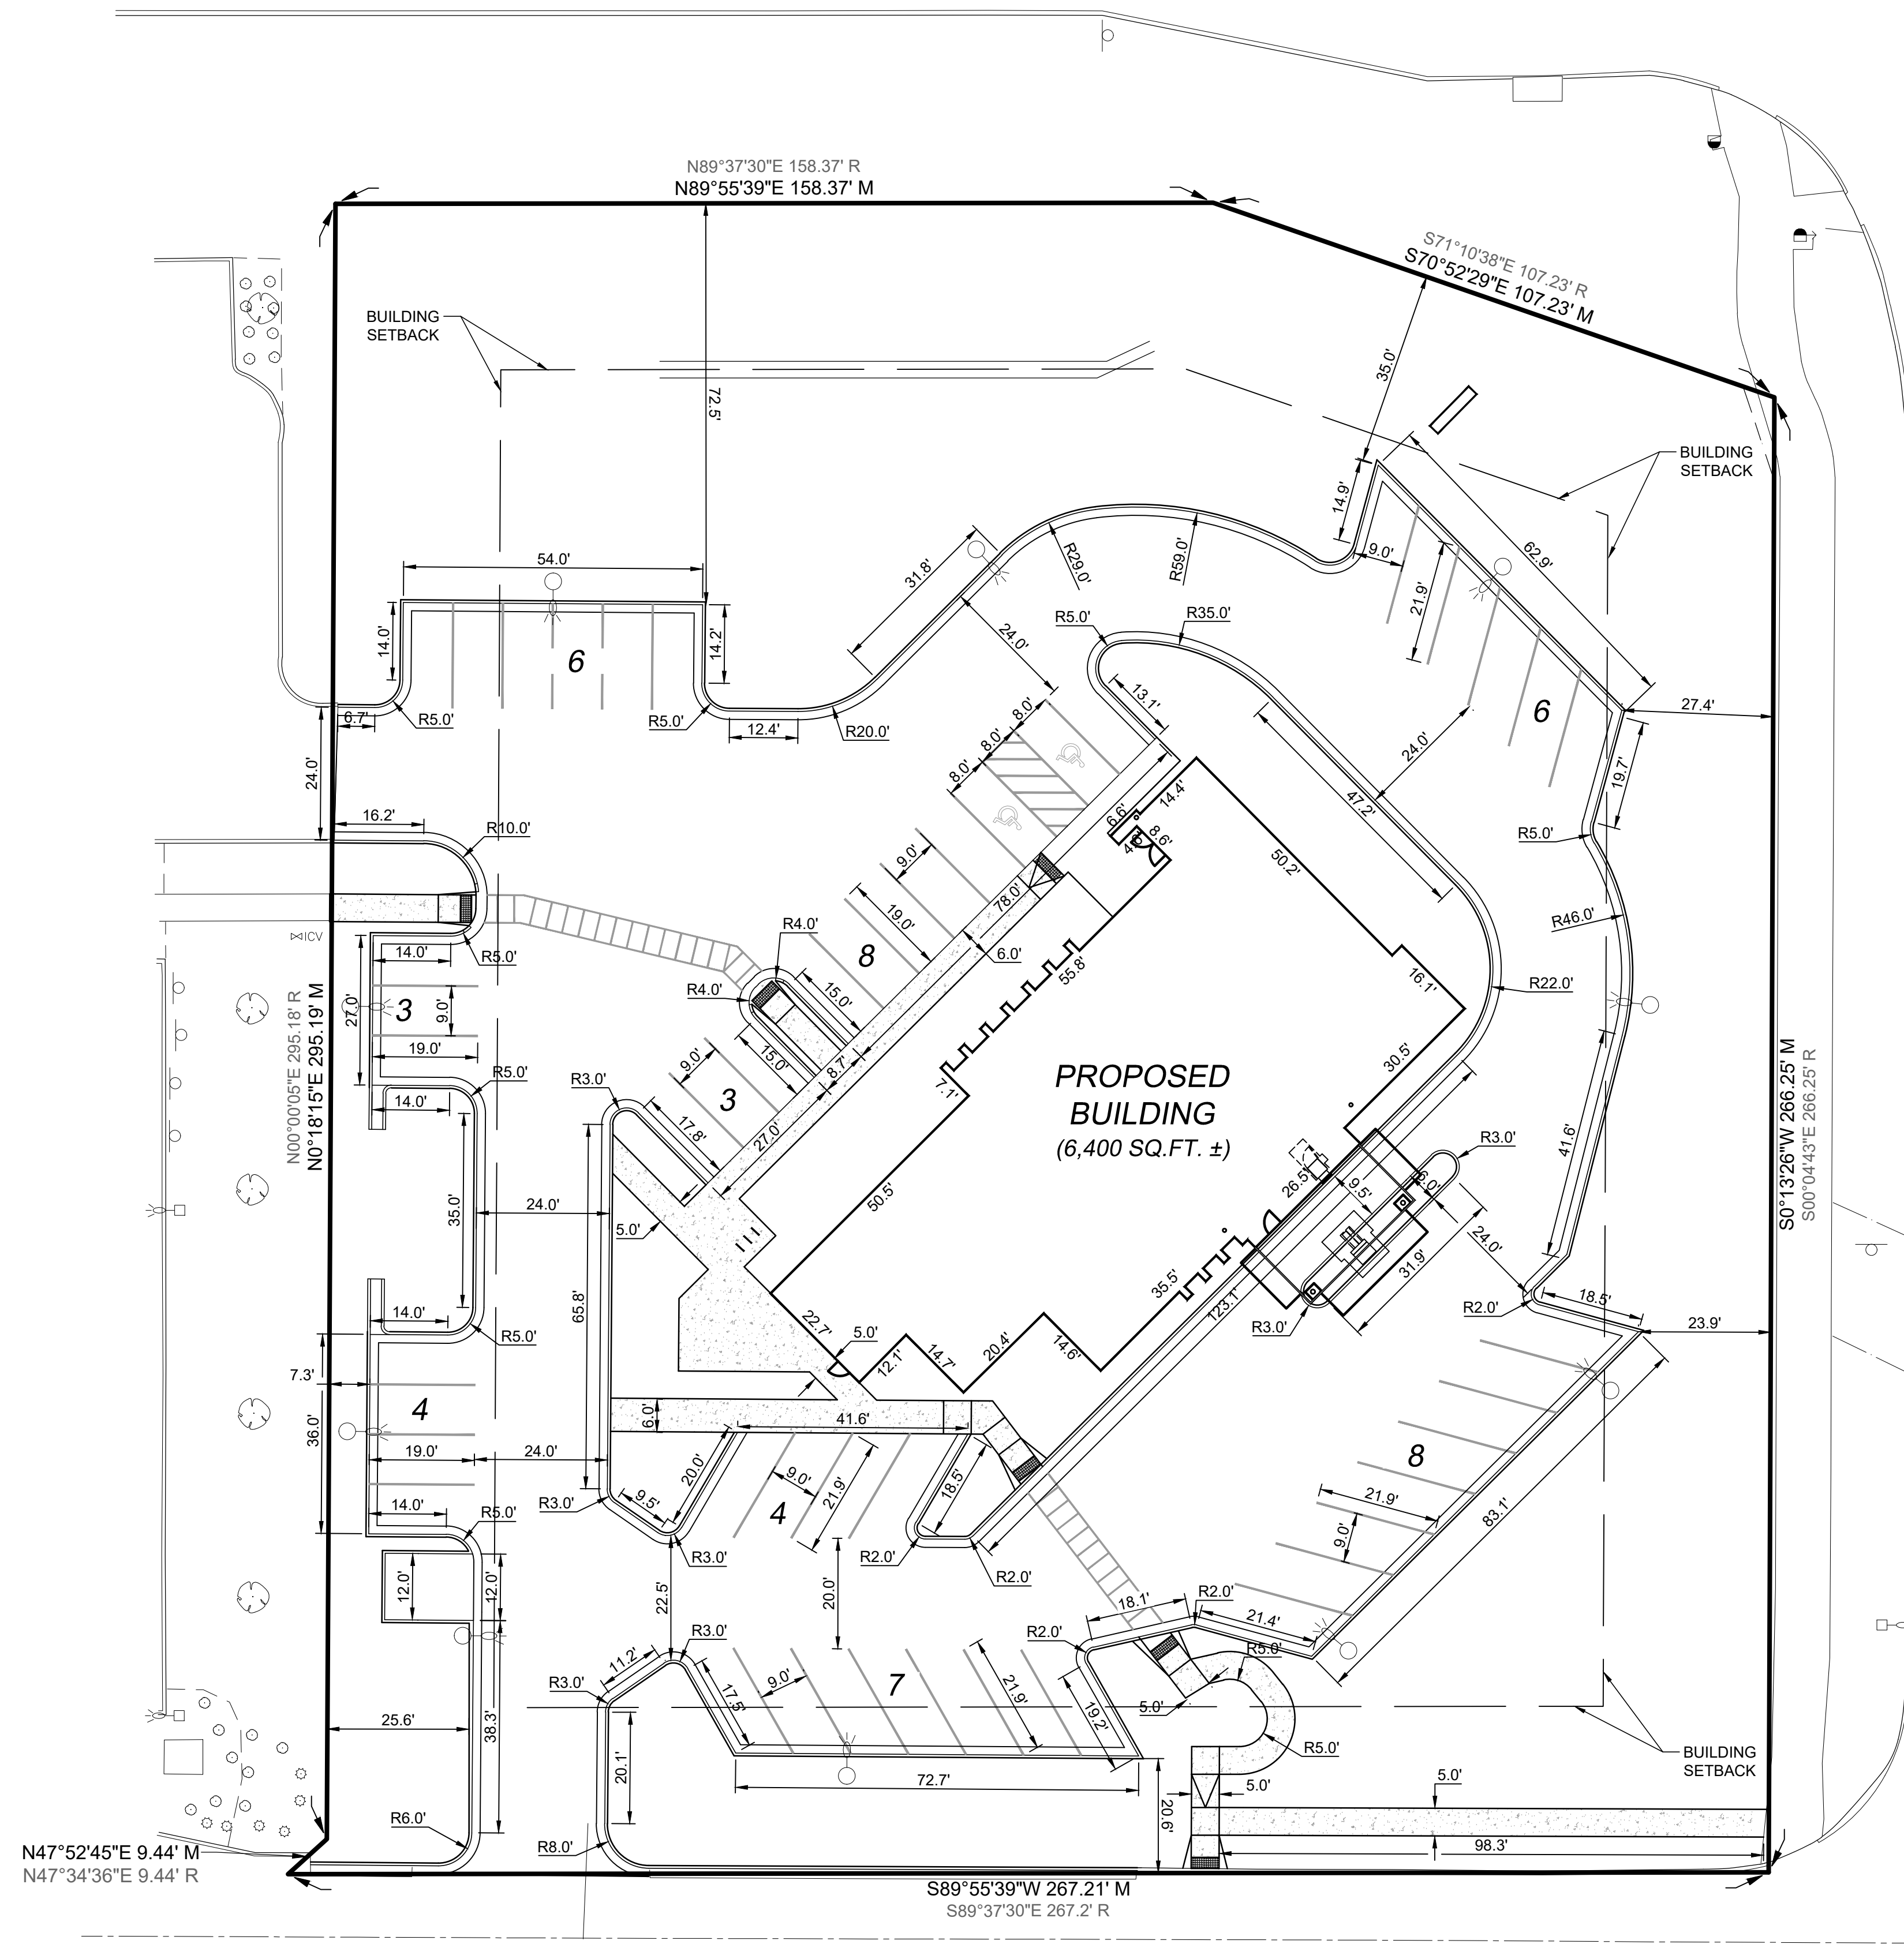 N89°37'30"E 158.37' R
N89°55'39"E 158.37' M
S71°10'38"E 107.23' R
S70°52'29"E 107.23' M
BUILDING
SETBACK
72.5'
35.0'
BUILDING
SETBACK
14.9'
9.0'
62.9'
21.9'
54.0'
31.8'
R29.0'
R59.0'
14.0'
6
14.2'
24.0'
R5.0'
R35.0'
13.1'
6.7'
R5.0'
R5.0'
12.4'
R20.0'
8.0'
8.0'
8.0'
24.0'
6
27.4'
19.7'
24.0'
47.2'
R5.0'
16.2'
R10.0'
6.6'
14.4'
8.6'
50.2'
9.0'
78.0'
R46.0'
19.0'
R4.0'
8
6.0'
55.8'
16.1'
R22.0'
ICV
14.0'
R5.0'
27.0'
3
9.0'
19.0'
R4.0'
15.0'
15.0'
8.7'
N00°00'05"E 295.18' R
N0°18'15"E 295.19' M
R5.0'
14.0'
R3.0'
9.0'
3
7.1'
PROPOSED
BUILDING
(6,400 SQ.FT. ±)
30.5'
S0°13'26"W 266.25' M
S00°04'43"E 266.25' R
17.8'
27.0'
R3.0'
41.6'
26.5'
9.5'
6.0'
35.0'
24.0'
5.0'
50.5'
24.0'
31.9'
65.8'
35.5'
123.1'
R3.0'
R2.0'
18.5'
23.9'
14.0'
R5.0'
22.7'
5.0'
12.1'
14.7'
20.4'
14.6'
7.3'
4
36.0'
19.0'
24.0'
6.0'
41.6'
8
21.9'
9.0'
83.1'
14.0'
R5.0'
R3.0'
9.5'
20.0'
9.0'
21.9'
4
18.5'
R3.0'
R2.0'
R2.0'
12.0'
12.0'
22.5'
20.0'
18.1'
R2.0'
21.4'
R2.0'
R3.0'
11.2'
R3.0'
17.5'
9.0'
7
21.9'
19.2'
R5.0'
5.0'
R5.0'
25.6'
38.3'
20.1'
72.7'
BUILDING
SETBACK
5.0'
5.0'
20.6'
R6.0'
R8.0'
98.3'
N47°52'45"E 9.44' M
N47°34'36"E 9.44' R
S89°55'39"W 267.21' M
S89°37'30"E 267.2' R